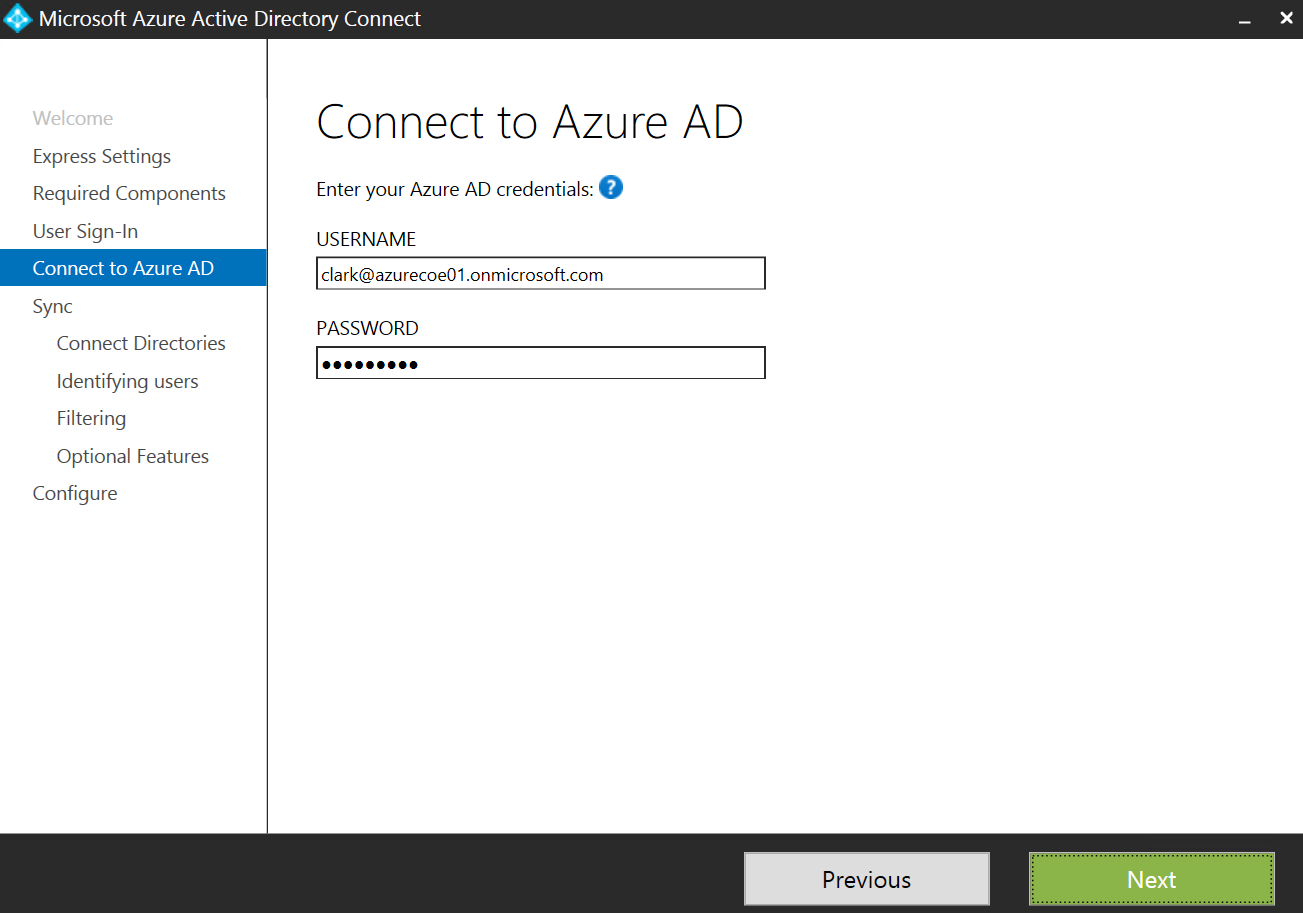 Microsoft Azure Active Directory Connect
Welcome
Express Settings
Required Components
User Sign-In
Connect to Azure AD
Sync
Connect Directories
Identifying users
Filtering
Optional Features
Configure
Connect to Azure AD
Enter your Azure AD credentials: ?
USERNAME
clark@azurecoe01.onmicrosoft.com
PASSWORD
●●●●●●●●●
Previous
Next